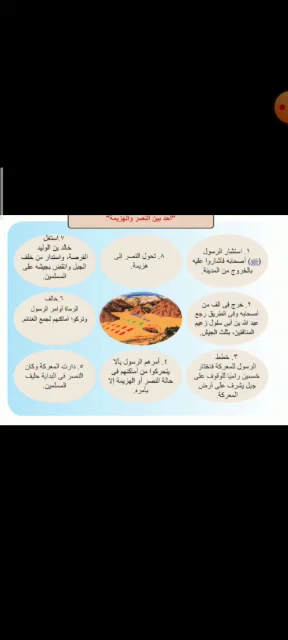 "أحد بين النصر والهزيمة"
١. استشار الرسول
(ﷺ) أصحابه فأشاروا عليه
بالخروج من المدينة.
٢. خرج في ألف من
أصحابه وفى الطريق رجع
عبد الله بن أبى سلول زعيم
المنافقين، بثلث الجيش.
٣. خطط
الرسول للمعركة فاختار
خمسين راميًا للوقوف على
جبل يشرف على أرض
المعركة.
٤. أمرهم الرسول بألا
يتحركوا من أماكنهم فى
حالة النصر أو الهزيمة إلا
بأمره.
٥. دارت المعركة وكان
النصر فى البداية حليف
المسلمين.
٦. خالف
الرماة أوامر الرسول
وتركوا أماكنهم لجمع الغنائم.
٧. استغل
خالد بن الوليد
الفرصة، واستدار من خلف
الجبل وانقض بجيشه على
المسلمين.
٨. تحول النصر إلى
هزيمة.